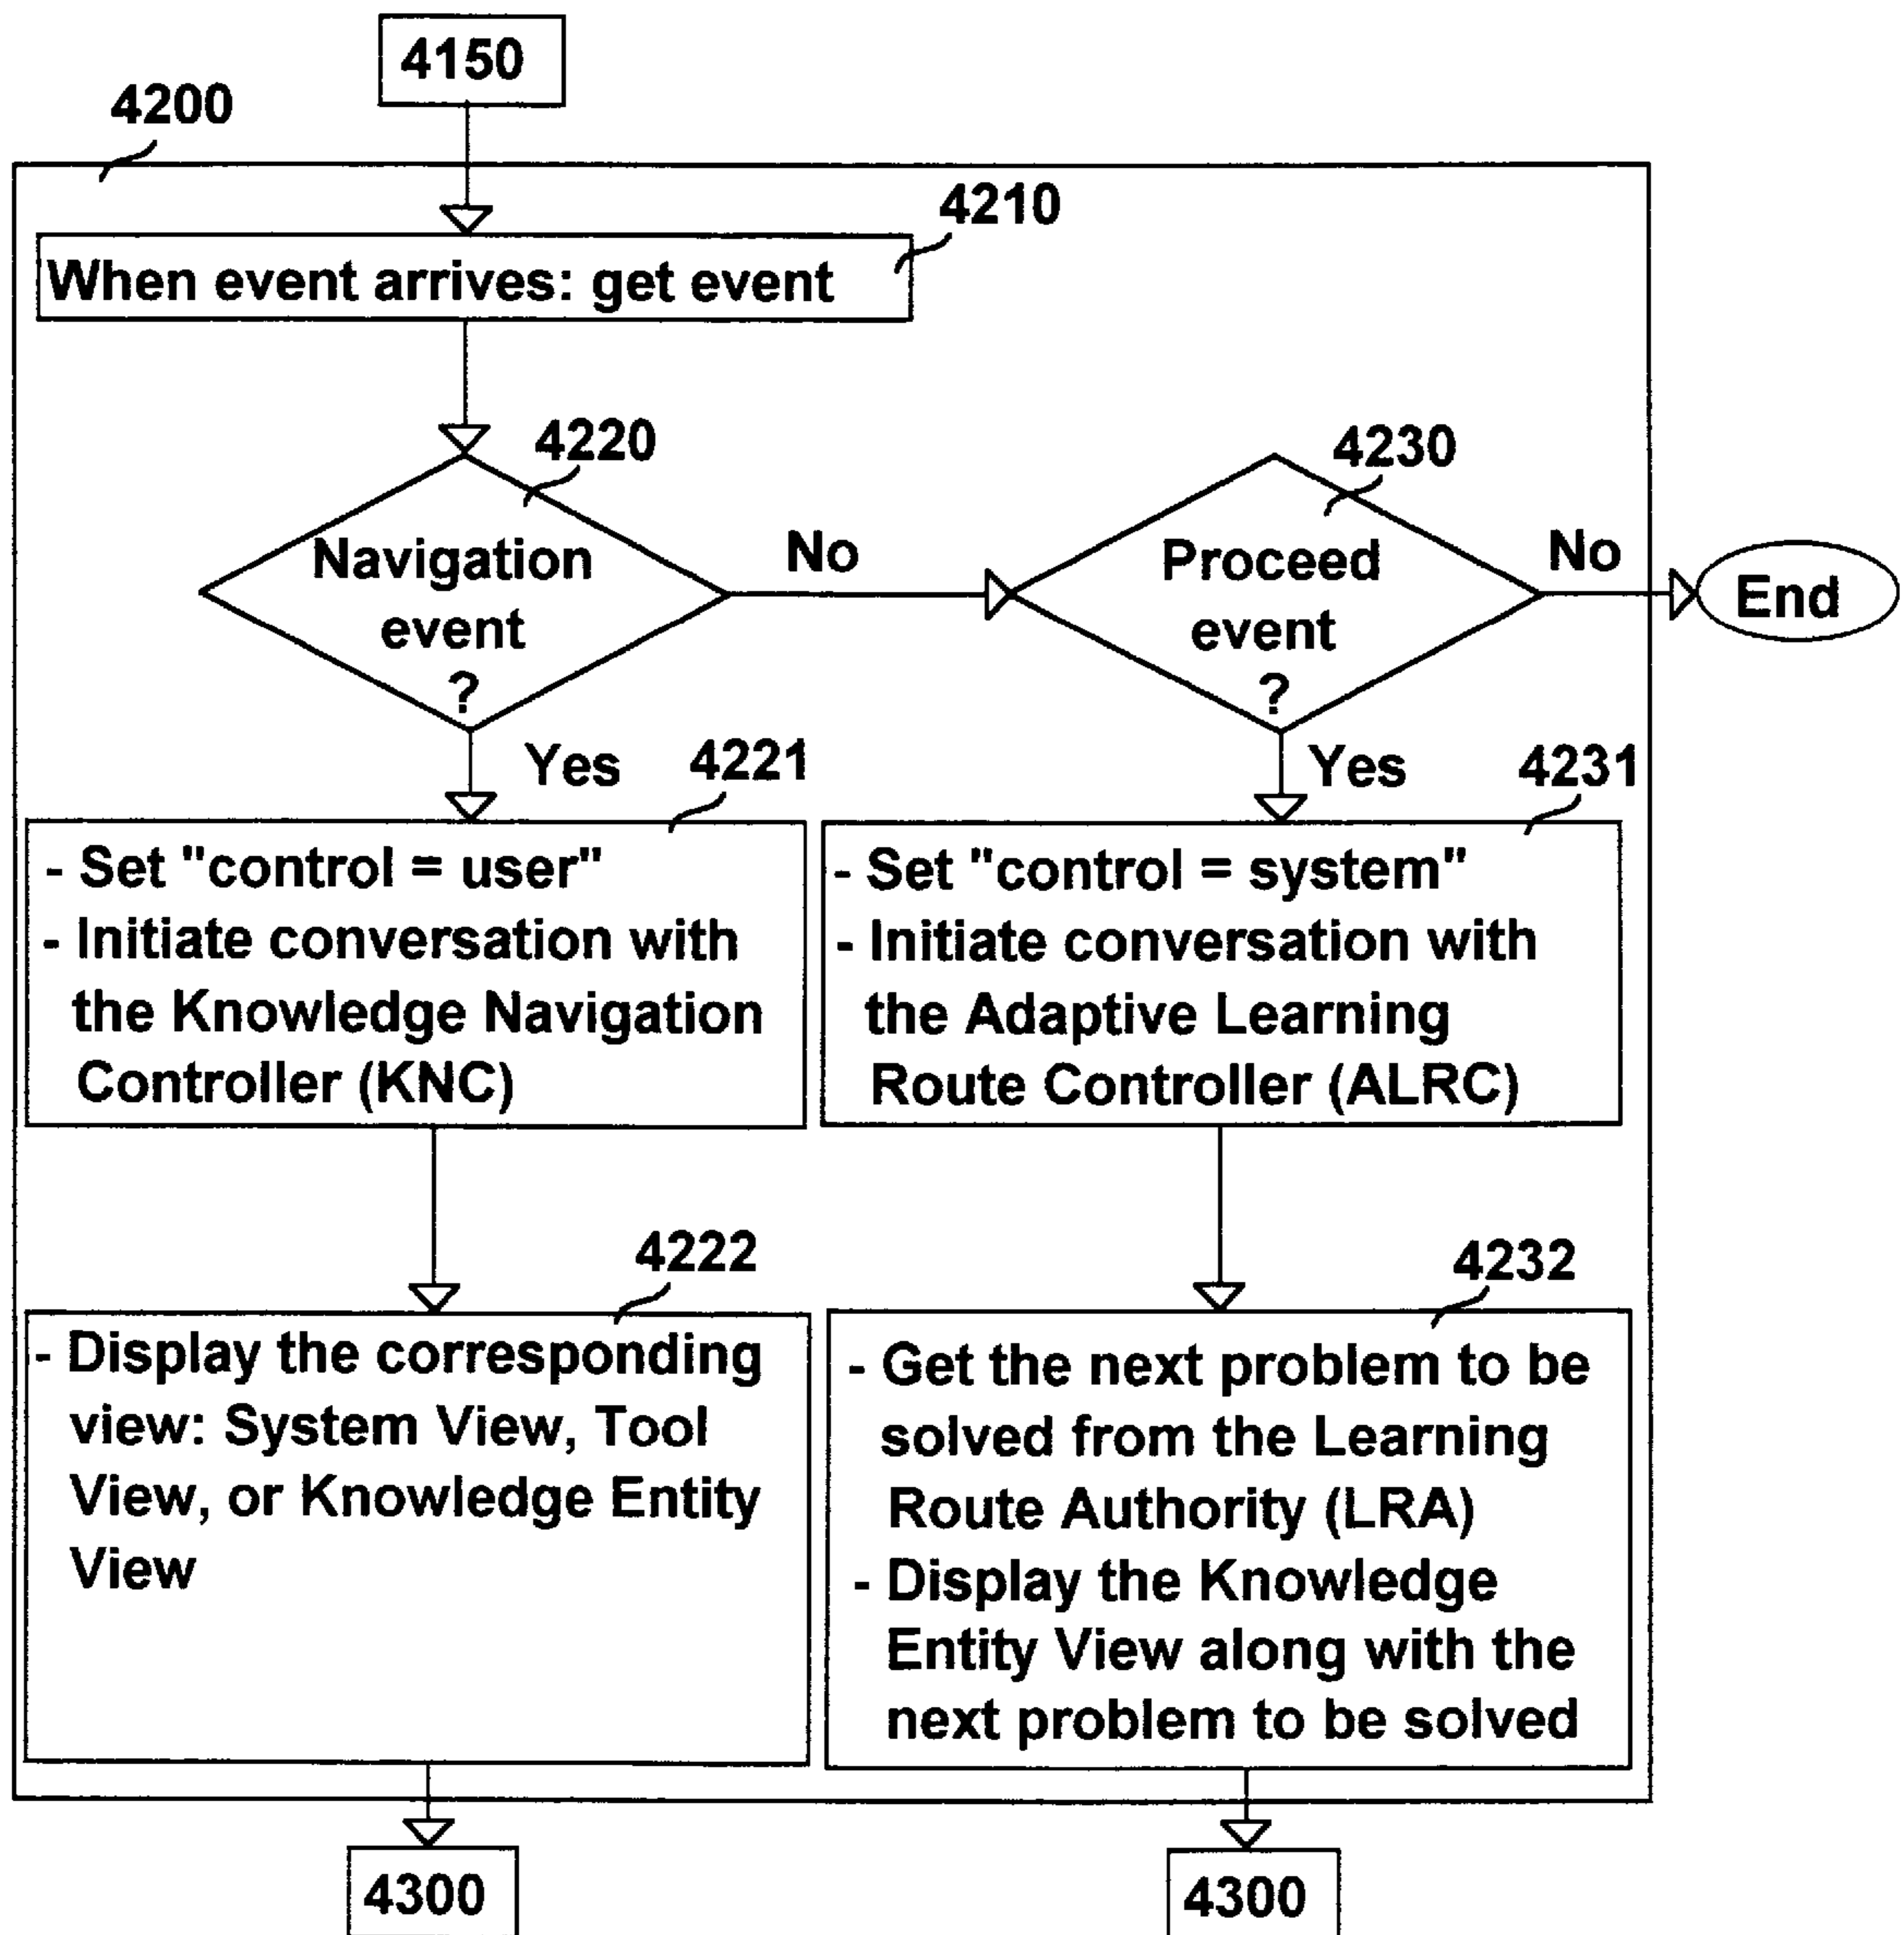 4150
4200
4210
When event arrives: get event
4220
4230
Navigation
event
?
No
Proceed
event
?
No
End
Yes
4221
Yes
4231
- Set "control = user"
- Initiate conversation with
the Knowledge Navigation
Controller (KNC)
- Set "control = system"
- Initiate conversation with
the Adaptive Learning
Route Controller (ALRC)
4222
4232
- Display the corresponding
view: System View, Tool
View, or Knowledge Entity
View
- Get the next problem to be
solved from the Learning
Route Authority (LRA)
- Display the Knowledge
Entity View along with the
next problem to be solved
4300
4300